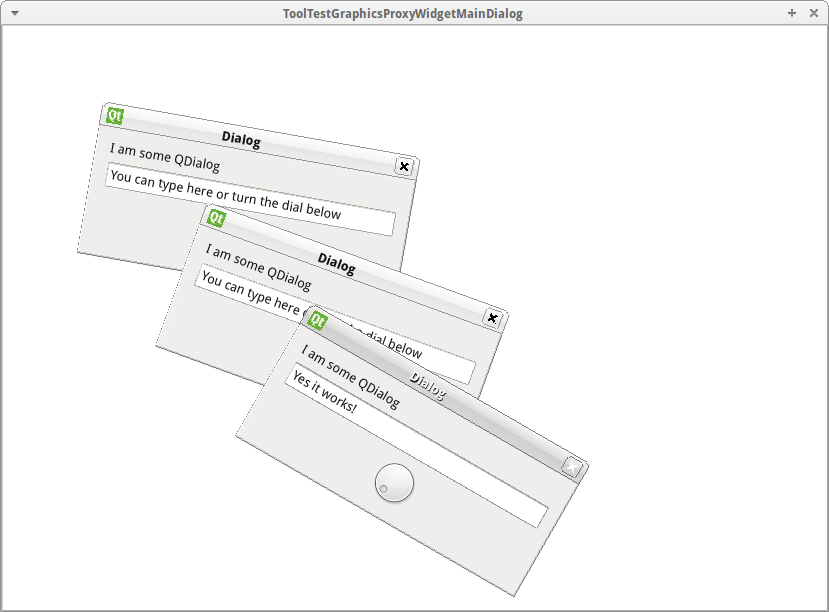 ToolTestGraphicsProxyWidgetMainDialog
Qt
Dialog
I am some QDialog
You can type here or turn the dial below
Qt
Dialog
I am some QDialog
You can type here dial below
Qt
Dialog
I am some QDialog
Yes it works!